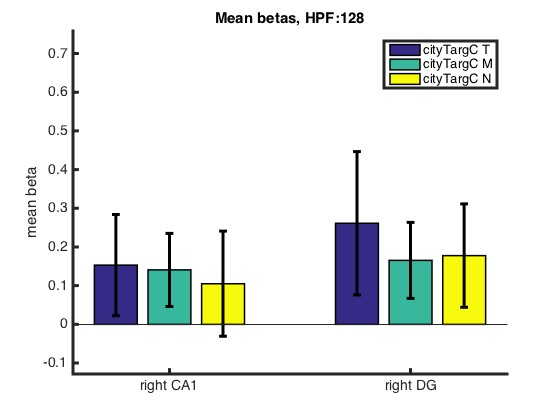 Mean betas, HPF:128
cityTargC T
cityTargC M
cityTargC N
mean beta
0.7
0.6
0.5
0.4
0.3
0.2
0.1
0
-0.1
right CA1
right DG